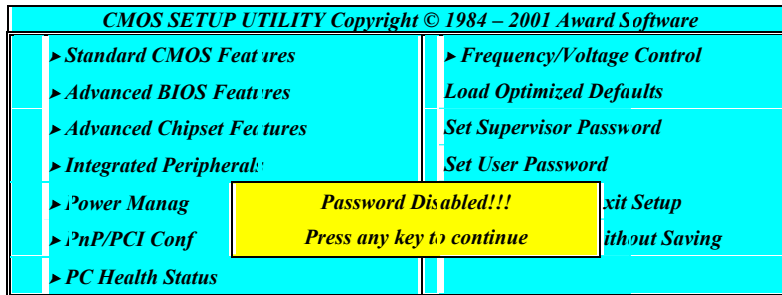 CMOS SETUP UTILITY Copyright © 1984 – 2001 Award Software
➤ Standard CMOS Features
➤ Advanced BIOS Features
➤ Advanced Chipset Features
➤ Integrated Peripherals
➤ Power Manag
➤ PnP/PCI Conf
➤ PC Health Status
➤ Frequency/Voltage Control
Load Optimized Defaults
Set Supervisor Password
Set User Password
xit Setup
ithout Saving
Password Disabled!!!
Press any key to continue